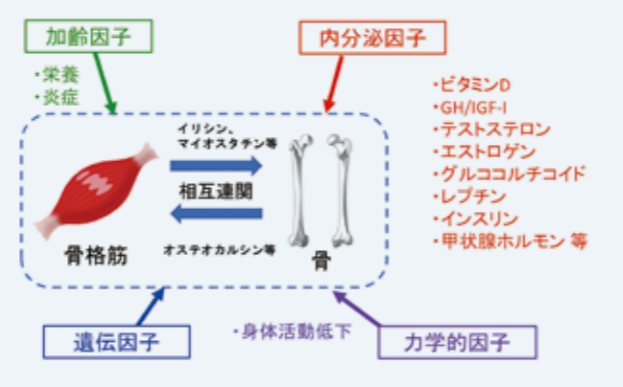 加齢因子
・栄養
・炎症
内分泌因子
・ビタミンD
・GH/IGF-I
・テストステロン
・エストロゲン
・グルココルチコイド
・レプチン
・インスリン
・甲状腺ホルモン 等
イリシン、
マイオスタチン等
相互連関
オステオカルシン等
骨格筋
骨
遺伝因子
・身体活動低下
力学的因子